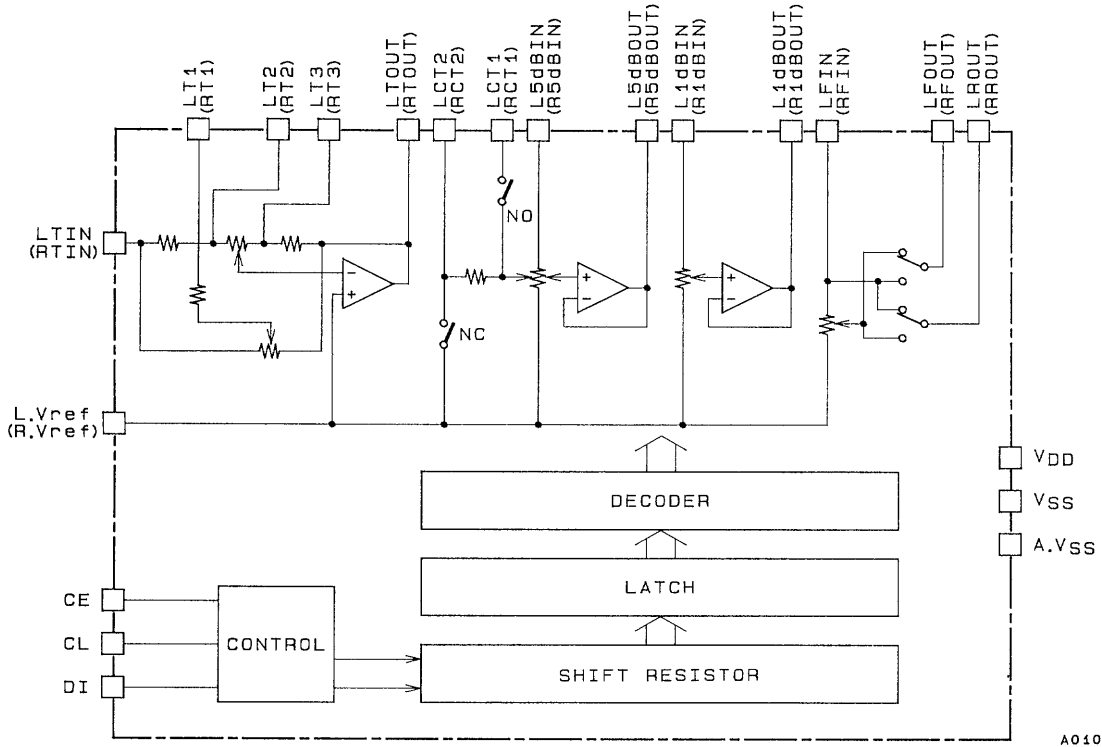 LT1
(RT1)
LT2
(RT2)
LT3
(RT3)
LTOUT
(RTOUT)
LCT2
(RCT2)
LCT1
(RCT1)
L5dBIN
(R5dBIN)
L5dBOUT
(R5dBOUT)
L1dBIN
(R1dBIN)
L1dBOUT
(R1dBOUT)
LFIN
(RFIN)
LFOUT
(RFOUT)
LROUT
(RROUT)
NO
LTIN
(RTIN)
NC
L.Vref
(R.Vref)
VDD
DECODER
VSS
A.VSS
LATCH
CE
CL
CONTROL
DI
SHIFT RESISTOR
A010